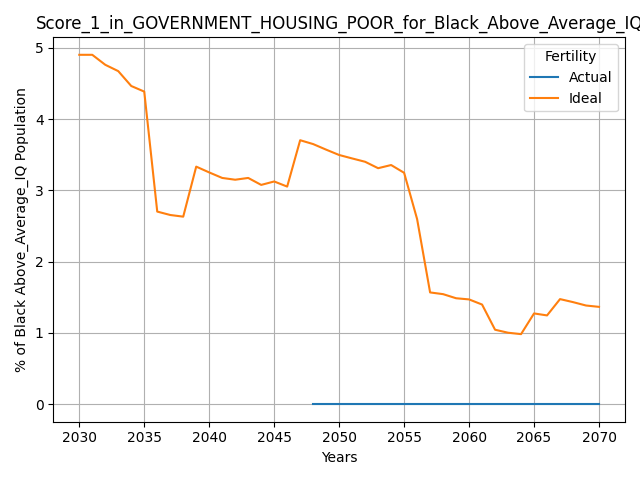 Score_1_in_GOVERNMENT_HOUSING_POOR_for_Black_Above_Average_IQ
Fertility
Actual
Ideal
% of Black Above_Average_IQ Population
5
4
3
2
1
0
2030 2035 2040 2045 2050 2055 2060 2065 2070
Years